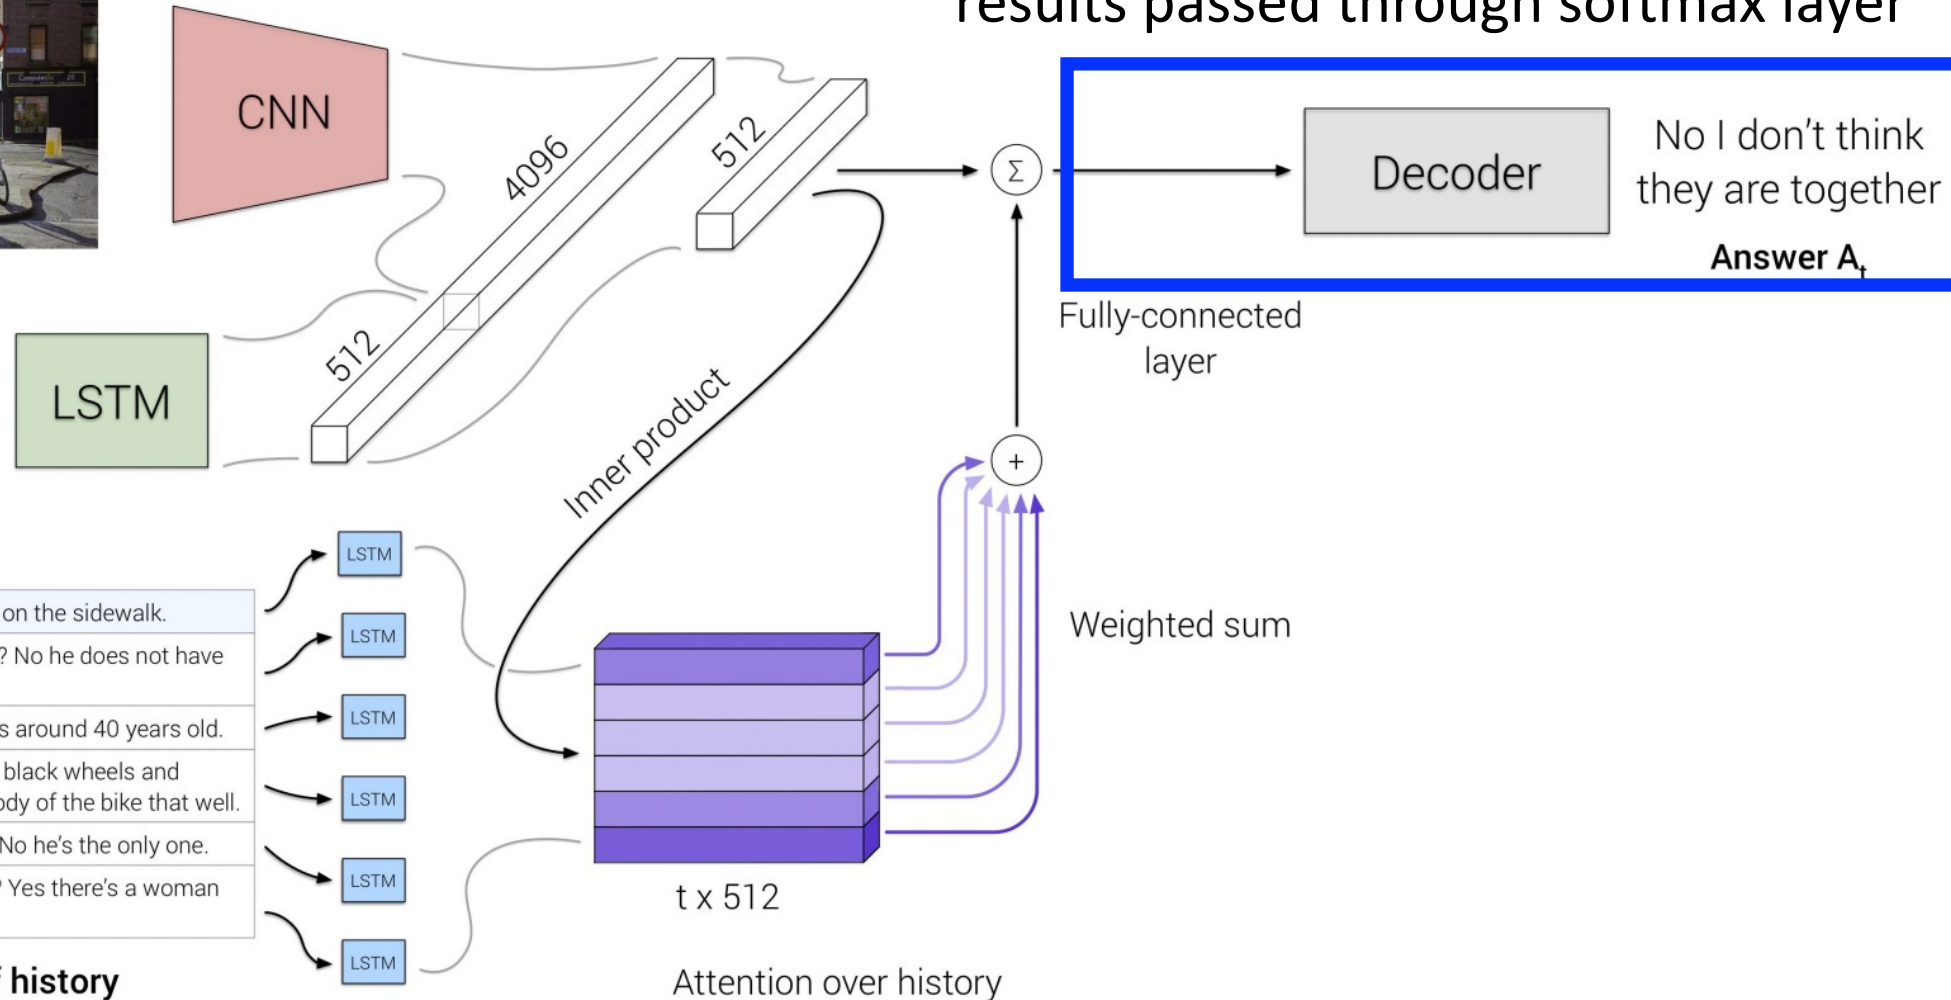 results passed through softmax layer
CNN
4096
512
Σ
Decoder
No I don't think
they are together
Answer A_t
Fully-connected
layer
512
LSTM
Inner product
+
LSTM
LSTM
LSTM
LSTM
LSTM
LSTM
on the sidewalk.
? No he does not have
s around 40 years old.
black wheels and
ody of the bike that well.
No he's the only one.
? Yes there's a woman
history
Weighted sum
t x 512
Attention over history